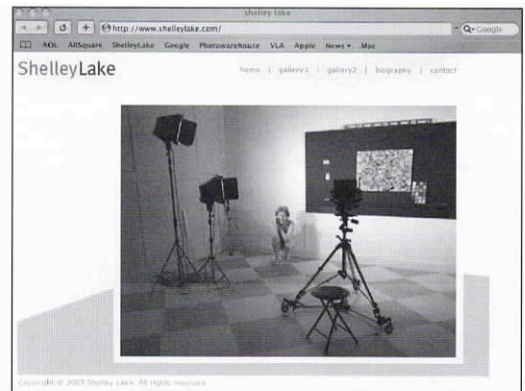 shelley lake
http://www.shelleylake.com/
Q Google
AOL AllSquare ShelleyLake Google Photowarehouse VLA Apple News .Mac
ShelleyLake
home | gallery1 | gallery2 | biography | contact
Copyright © 2003 Shelley Lake. All rights reserved